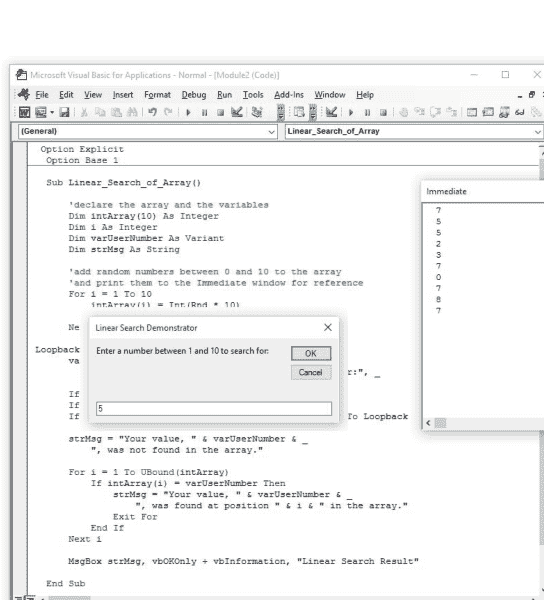 Microsoft Visual Basic for Applications - Normal - [Module2 (Code)]
File Edit View Insert Format Debug Run Tools Add-Ins Window Help
(General) Linear_Search_of_Array
Option Explicit
Option Base 1
Sub Linear_Search_of_Array()
'declare the array and the variables
Dim intArray(10) As Integer
Dim i As Integer
Dim varUserNumber As Variant
Dim strMsg As String
'add random numbers between 0 and 10 to the array
'and print them to the Immediate window for reference
For i = 1 To 10
intArray(i) = Int(Rnd * 10)
Ne
Loopback
va
r:", _
If
If
If To Loopback
strMsg = "Your value, " & varUserNumber & _
", was not found in the array."
For i = 1 To UBound(intArray)
If intArray(i) = varUserNumber Then
strMsg = "Your value, " & varUserNumber & _
", was found at position " & i & " in the array."
Exit For
End If
Next i
MsgBox strMsg, vbOKOnly + vbInformation, "Linear Search Result"
End Sub
Linear Search Demonstrator
Enter a number between 1 and 10 to search for:
OK
Cancel
5
Immediate
7
5
5
2
3
7
0
7
8
7